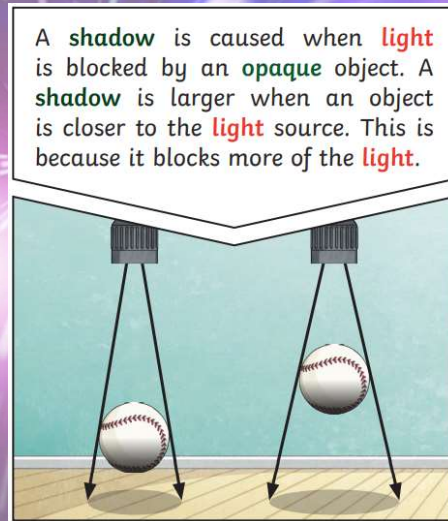 A shadow is caused when light
is blocked by an opaque object. A
shadow is larger when an object
is closer to the light source. This is
because it blocks more of the light.